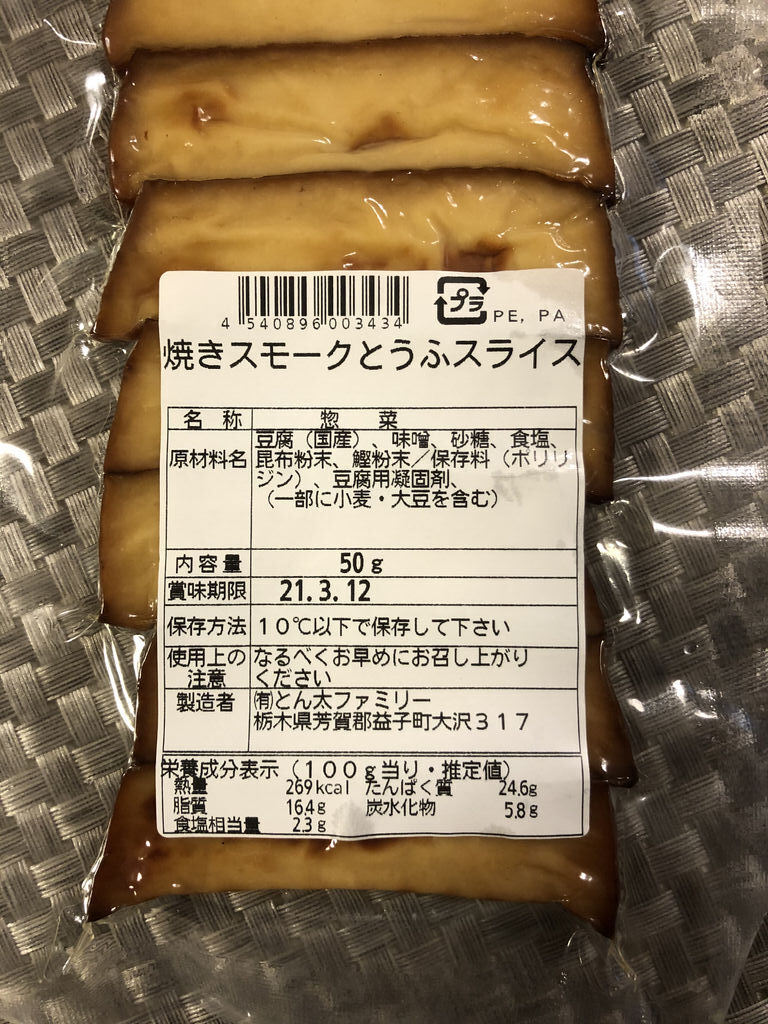 4 540896 003434
プラ PE, PA
焼きスモークとうふスライス
名称 惣菜
原材料名 豆腐（国産）、味噌、砂糖、食塩、
昆布粉末、鰹粉末／保存料（ポリリ
ジン）、豆腐用凝固剤、
（一部に小麦・大豆を含む）
内容量 50g
賞味期限 21.3.12
保存方法 10℃以下で保存して下さい
使用上の注意 なるべくお早めにお召し上がり
ください
製造者 ㈲とん太ファミリー
栃木県芳賀郡益子町大沢317
栄養成分表示（100g当り・推定値）
熱量 269kcal たんぱく質 24.6g
脂質 16.4g 炭水化物 5.8g
食塩相当量 2.3g